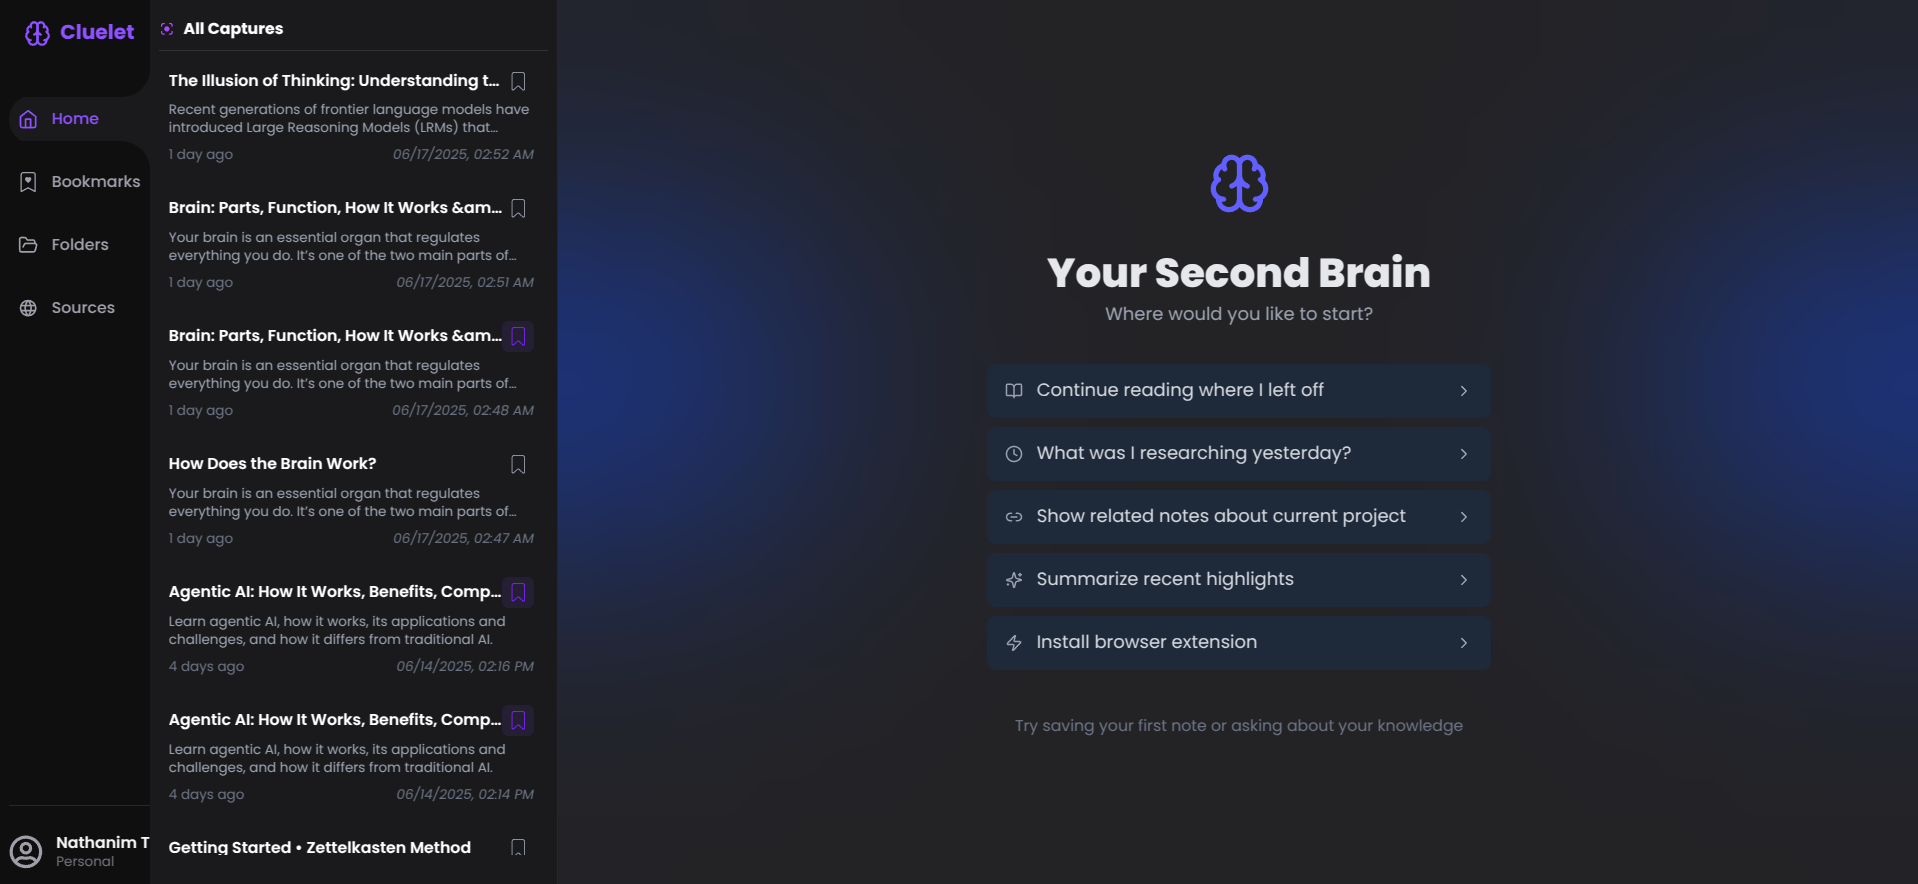 Cluelet
Home
Bookmarks
Folders
Sources
Nathanim T
Personal
All Captures
The Illusion of Thinking: Understanding t...
Recent generations of frontier language models have
introduced Large Reasoning Models (LRMs) that...
1 day ago 06/17/2025, 02:52 AM
Brain: Parts, Function, How It Works &am...
Your brain is an essential organ that regulates
everything you do. It's one of the two main parts of...
1 day ago 06/17/2025, 02:51 AM
Brain: Parts, Function, How It Works &am...
Your brain is an essential organ that regulates
everything you do. It's one of the two main parts of...
1 day ago 06/17/2025, 02:48 AM
How Does the Brain Work?
Your brain is an essential organ that regulates
everything you do. It's one of the two main parts of...
1 day ago 06/17/2025, 02:47 AM
Agentic AI: How It Works, Benefits, Comp...
Learn agentic AI, how it works, its applications and
challenges, and how it differs from traditional AI.
4 days ago 06/14/2025, 02:16 PM
Agentic AI: How It Works, Benefits, Comp...
Learn agentic AI, how it works, its applications and
challenges, and how it differs from traditional AI.
4 days ago 06/14/2025, 02:14 PM
Getting Started • Zettelkasten Method
Your Second Brain
Where would you like to start?
Continue reading where I left off
What was I researching yesterday?
Show related notes about current project
Summarize recent highlights
Install browser extension
Try saving your first note or asking about your knowledge